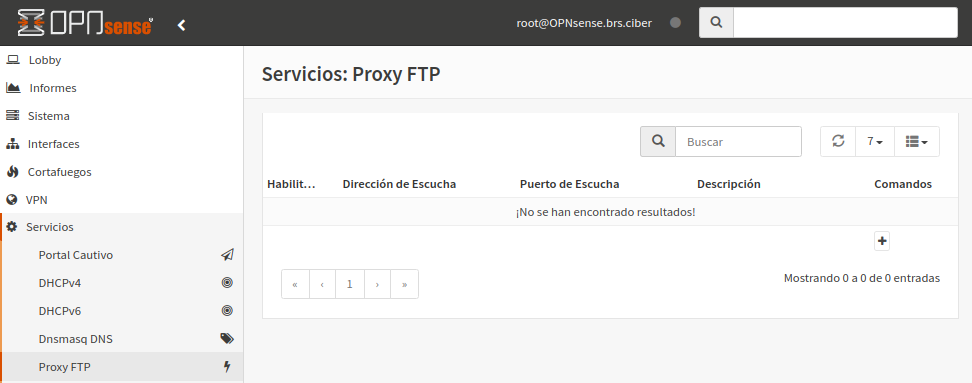 OPNsense root@OPNsense.brs.ciber
Lobby
Informes
Sistema
Interfaces
Cortafuegos
VPN
Servicios
Portal Cautivo
DHCPv4
DHCPv6
Dnsmasq DNS
Proxy FTP
Servicios: Proxy FTP
Buscar 7
Habilit… Dirección de Escucha Puerto de Escucha Descripción Comandos
¡No se han encontrado resultados!
+
« ‹ 1 › »
Mostrando 0 a 0 de 0 entradas